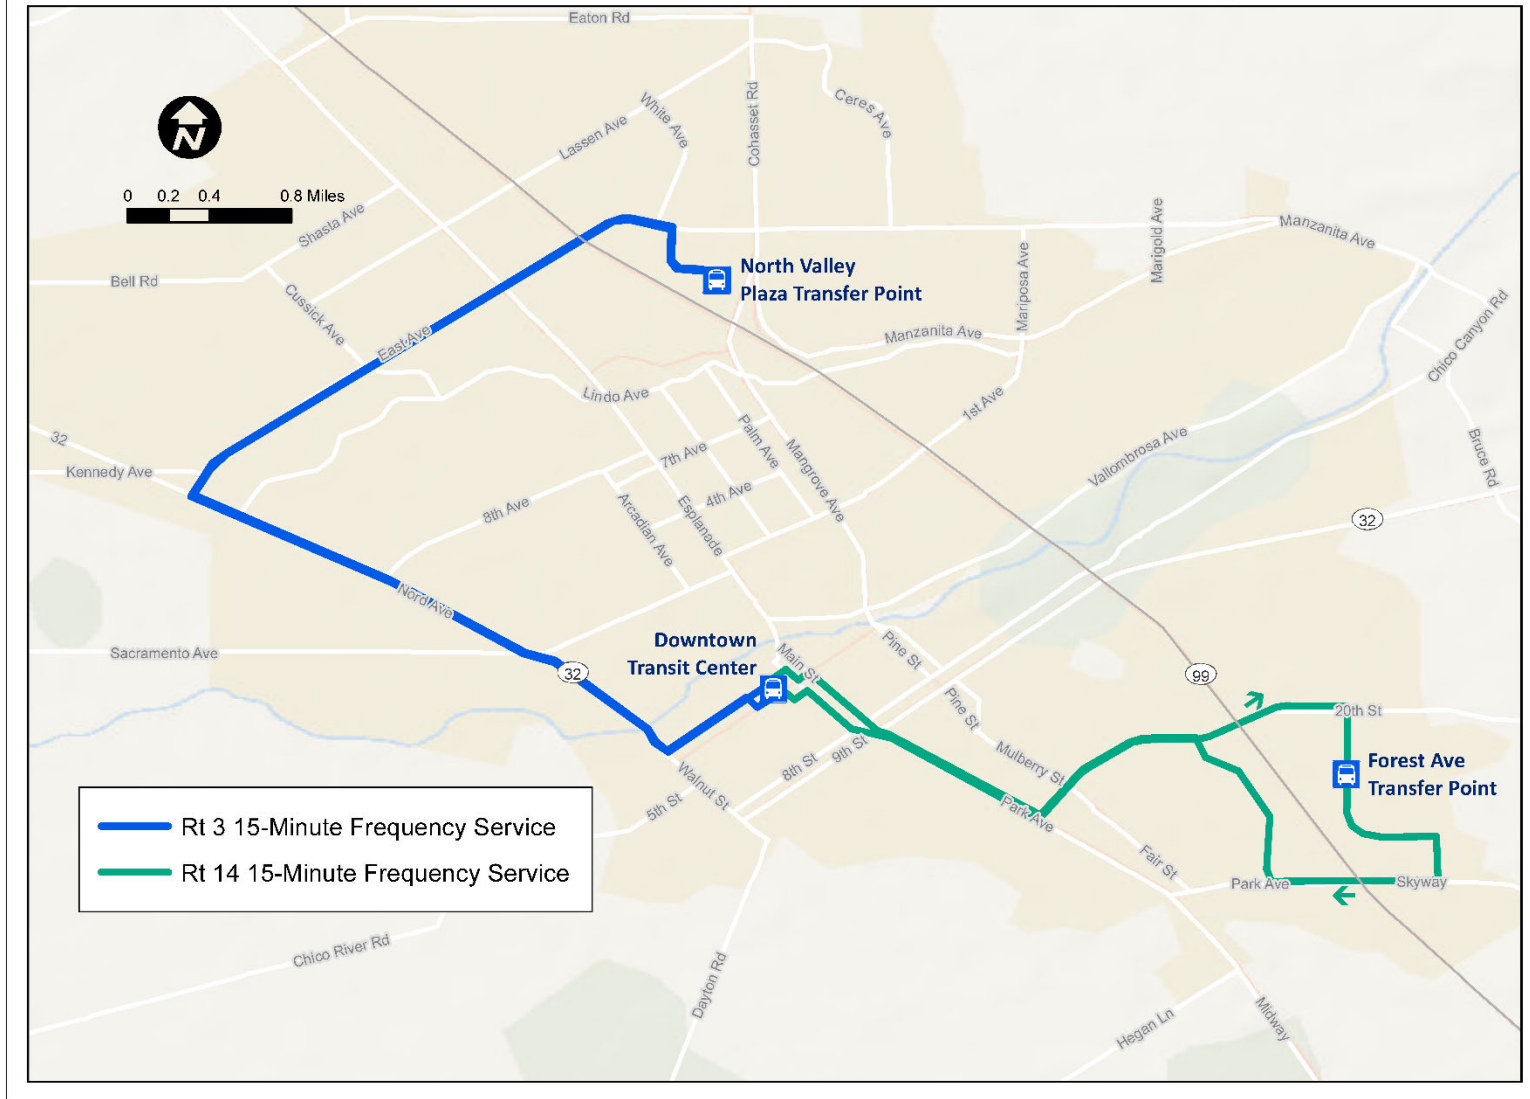 Eaton Rd
N
0 0.2 0.4 0.8 Miles
White Ave
Lassen Ave
Cohasset Rd
Ceres Ave
Shasta Ave
Marigold Ave
Manzanita Ave
Mariposa Ave
Bell Rd
Cussick Ave
North Valley
Plaza Transfer Point
East Ave
Manzanita Ave
Chico Canyon Rd
Lindo Ave
1st Ave
Palm Ave
Mangrove Ave
32
Kennedy Ave
7th Ave
Vallombrosa Ave
Bruce Rd
4th Ave
8th Ave
Arcadian Ave
Esplanade
32
Nord Ave
Sacramento Ave
32
Downtown
Transit Center
Main St
Pine St
Pine St
99
20th St
Mulberry St
8th St
9th St
Walnut St
5th St
Park Ave
Forest Ave
Transfer Point
Fair St
Park Ave
Skyway
Rt 3 15-Minute Frequency Service
Rt 14 15-Minute Frequency Service
Chico River Rd
Dayton Rd
Hegan Ln
Midway